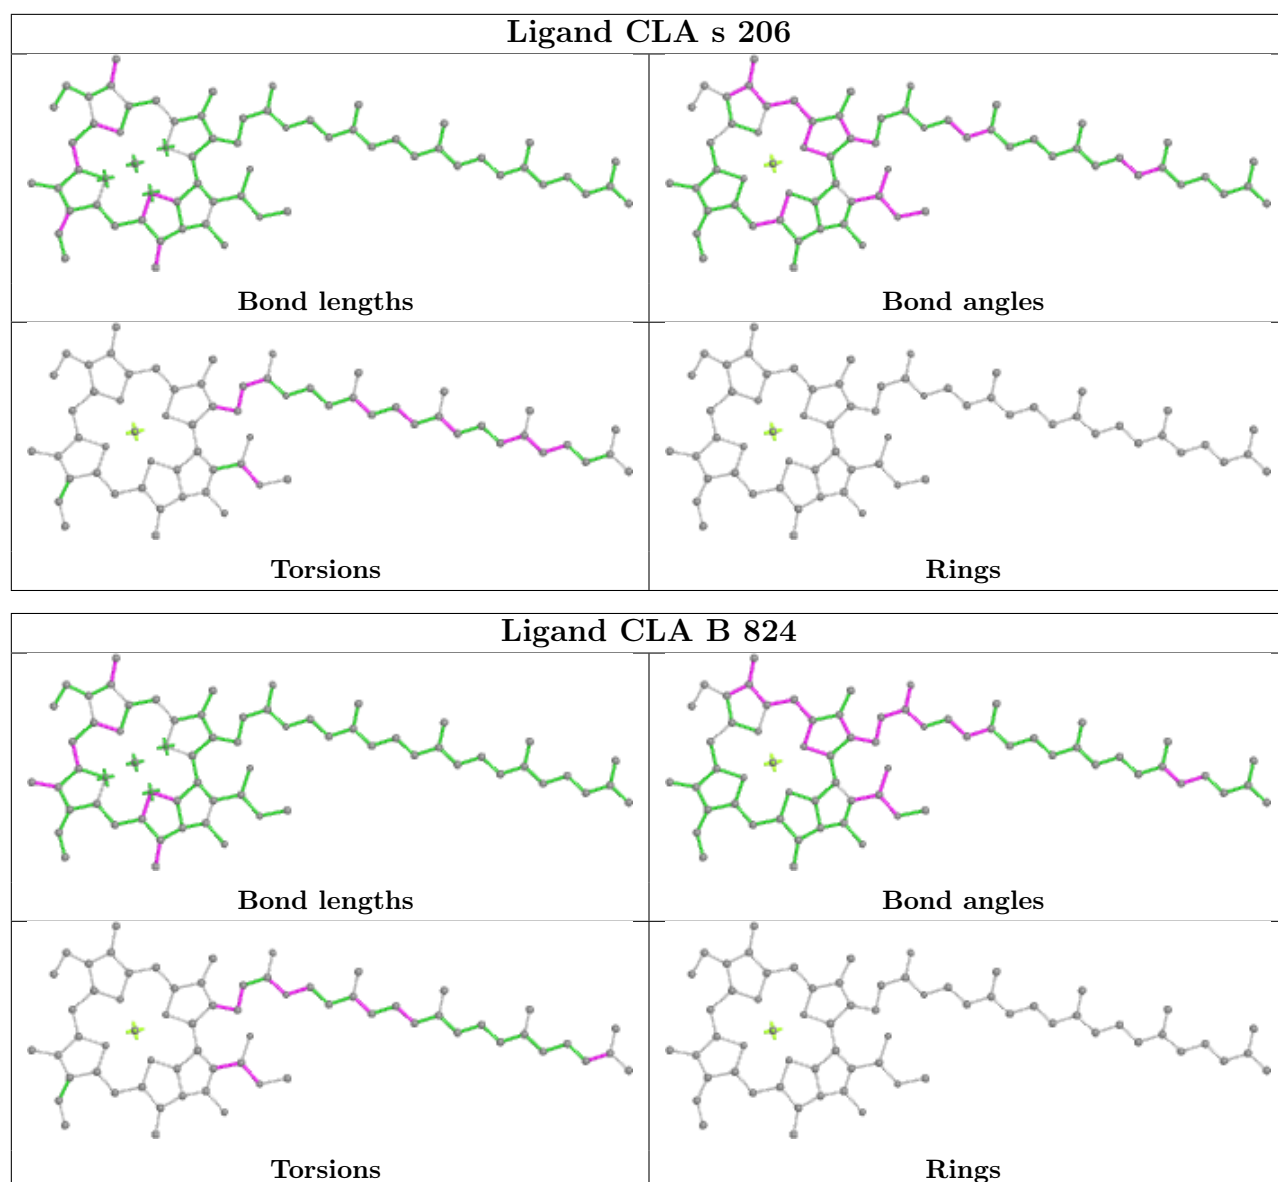 Ligand CLA s 206
Bond lengths
Bond angles
Torsions
Rings
Ligand CLA B 824
Bond lengths
Bond angles
Torsions
Rings